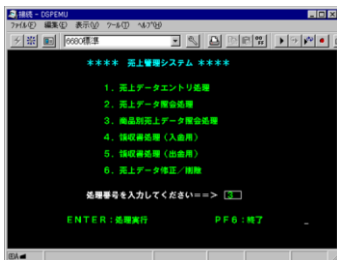 接続 - DSPEMU
ファイル(F) 編集(E) 表示(V) ツール(T) ヘルプ(H)
6680標準
**** 売上管理システム ****
1. 売上データエントリ処理
2. 売上データ照会処理
3. 商品別売上データ照会処理
4. 領収書処理（入金用）
5. 領収書処理（出金用）
6. 売上データ修正／削除
処理番号を入力してください==>
ENTER：処理実行 PF6：終了